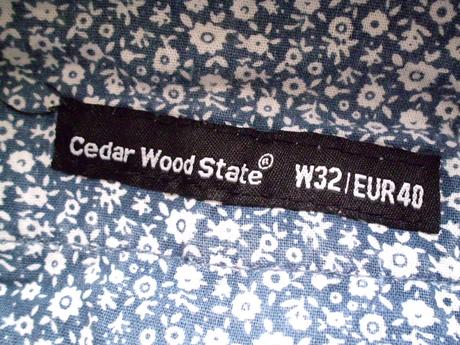 Cedar Wood State® W32 | EUR40